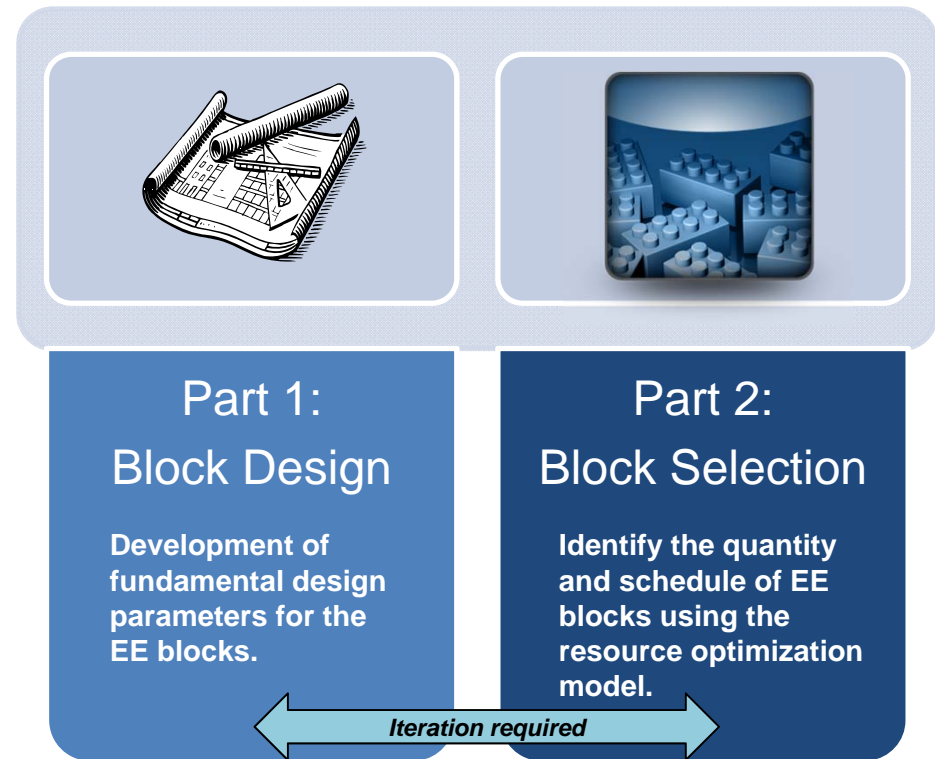 Part 1:
Block Design
Development of
fundamental design
parameters for the
EE blocks.
Part 2:
Block Selection
Identify the quantity
and schedule of EE
blocks using the
resource optimization
model.
Iteration required